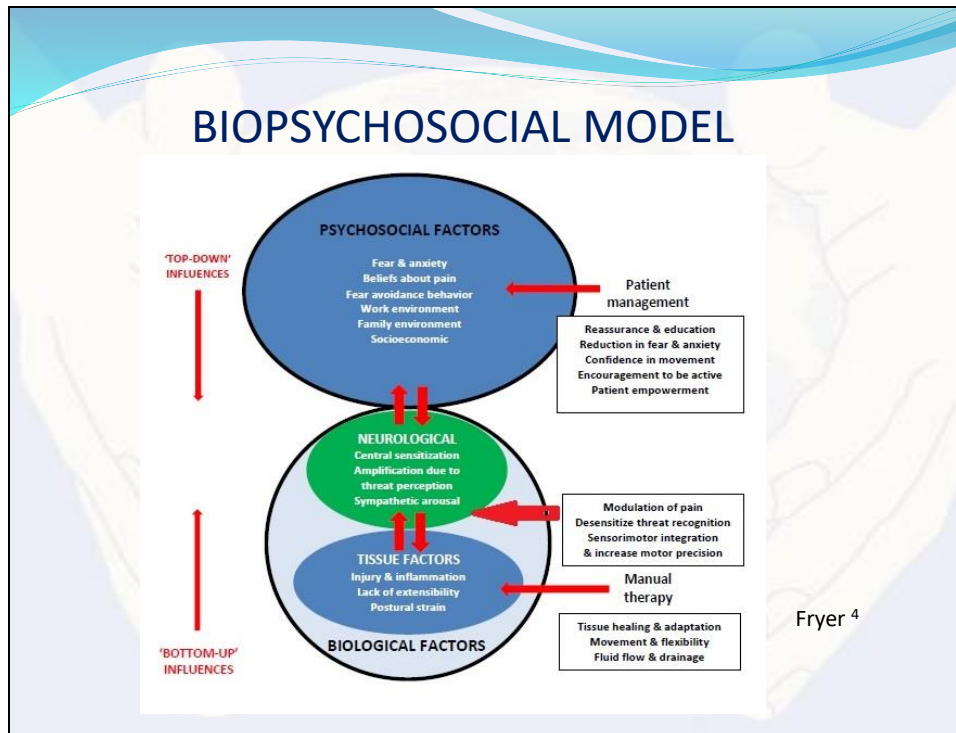 BIOPSYCHOSOCIAL MODEL
PSYCHOSOCIAL FACTORS
Fear & anxiety
Beliefs about pain
Fear avoidance behavior
Work environment
Family environment
Socioeconomic
'TOP-DOWN'
INFLUENCES
Patient
management
Reassurance & education
Reduction in fear & anxiety
Confidence in movement
Encouragement to be active
Patient empowerment
NEUROLOGICAL
Central sensitization
Amplification due to
threat perception
Sympathetic arousal
Modulation of pain
Desensitize threat recognition
Sensorimotor integration
& increase motor precision
TISSUE FACTORS
Injury & inflammation
Lack of extensibility
Postural strain
Manual
therapy
Tissue healing & adaptation
Movement & flexibility
Fluid flow & drainage
BIOLOGICAL FACTORS
'BOTTOM-UP'
INFLUENCES
Fryer 4